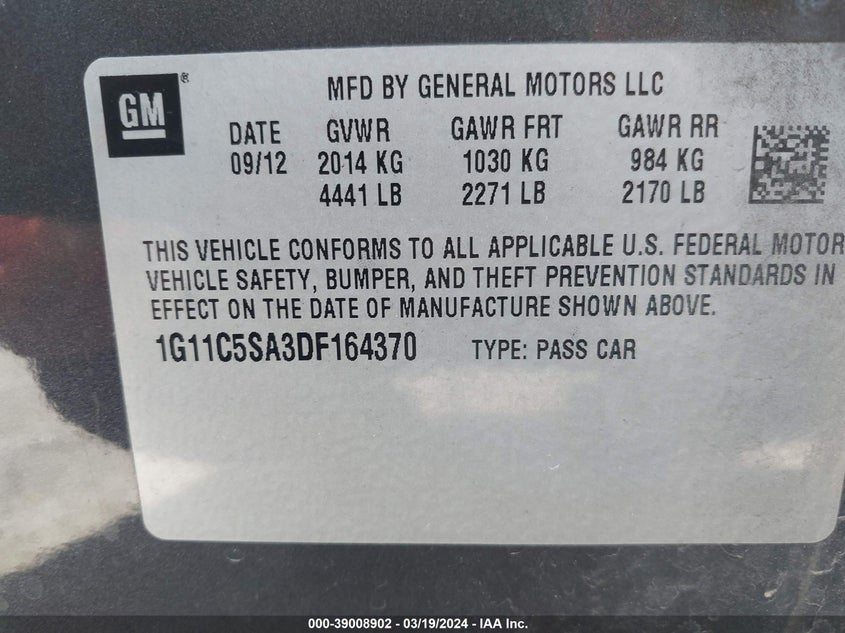 GM ®
MFD BY GENERAL MOTORS LLC
DATE GVWR GAWR FRT GAWR RR
09/12 2014 KG 1030 KG 984 KG
4441 LB 2271 LB 2170 LB
THIS VEHICLE CONFORMS TO ALL APPLICABLE U.S. FEDERAL MOTOR
VEHICLE SAFETY, BUMPER, AND THEFT PREVENTION STANDARDS IN
EFFECT ON THE DATE OF MANUFACTURE SHOWN ABOVE.
1G11C5SA3DF164370 TYPE: PASS CAR
000-39008902 - 03/19/2024 - IAA Inc.